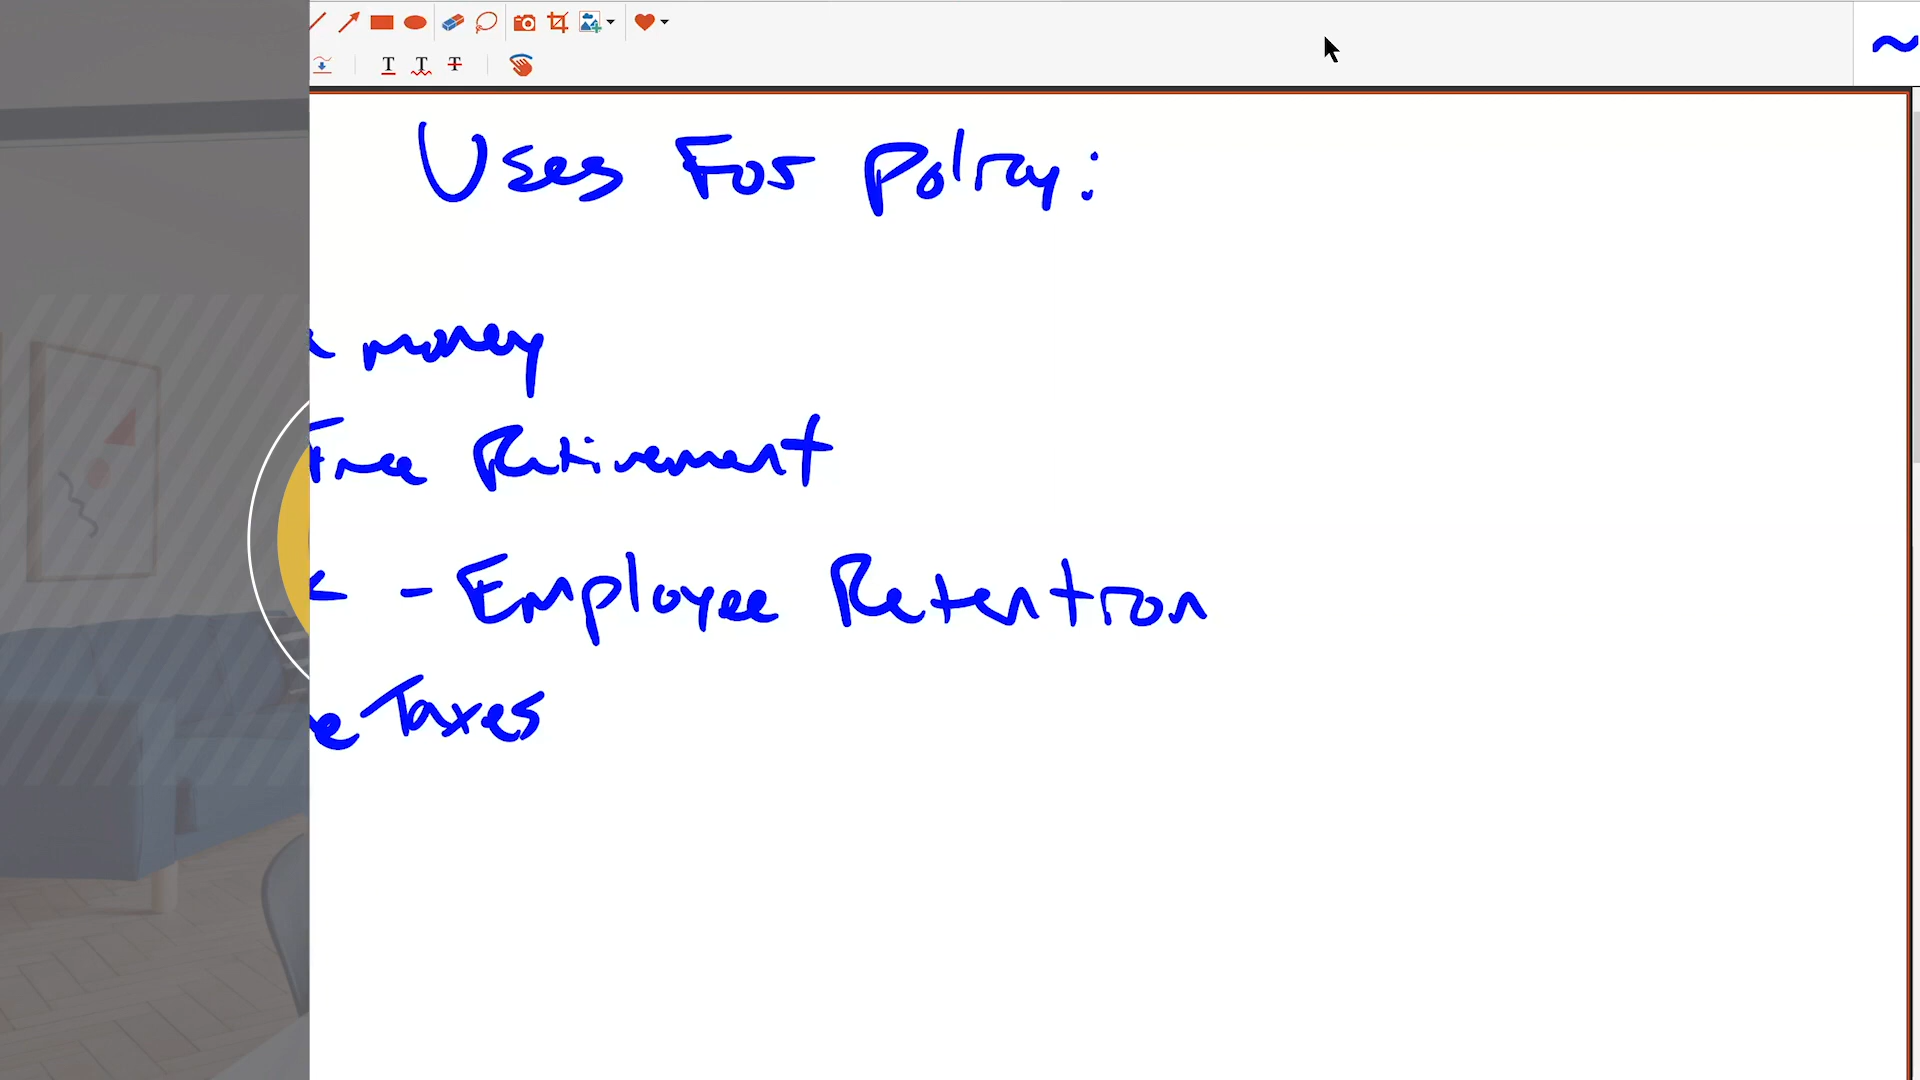 Uses For Policy:
money
Free Retirement
- Employee Retention
Taxes